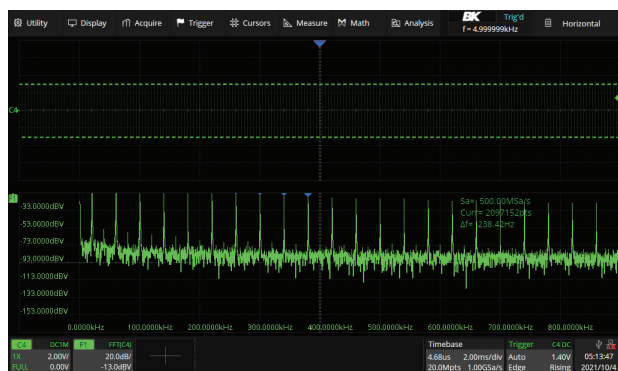 Utility Display Acquire Trigger Cursors Measure Math Analysis BK Trig'd Horizontal
f = 4.999999kHz
C4
F1
Sa= 500.00MSa/s
Curr= 2097152pts
Δf= 238.42Hz
-33.0000dBV
-53.0000dBV
-73.0000dBV
-93.0000dBV
-113.0000dBV
-133.0000dBV
-153.0000dBV
0.0000kHz 100.0000kHz 200.0000kHz 300.0000kHz 400.0000kHz 500.0000kHz 600.0000kHz 700.0000kHz 800.0000kHz
C4 DC1M F1 FFT(C4) Timebase Trigger C4 DC
1X 2.00V/ 20.0dB/ 4.68us 2.00ms/div Auto 1.40V 05:13:47
FULL 0.00V -13.0dBV 20.0Mpts 1.00GSa/s Edge Rising 2021/10/4